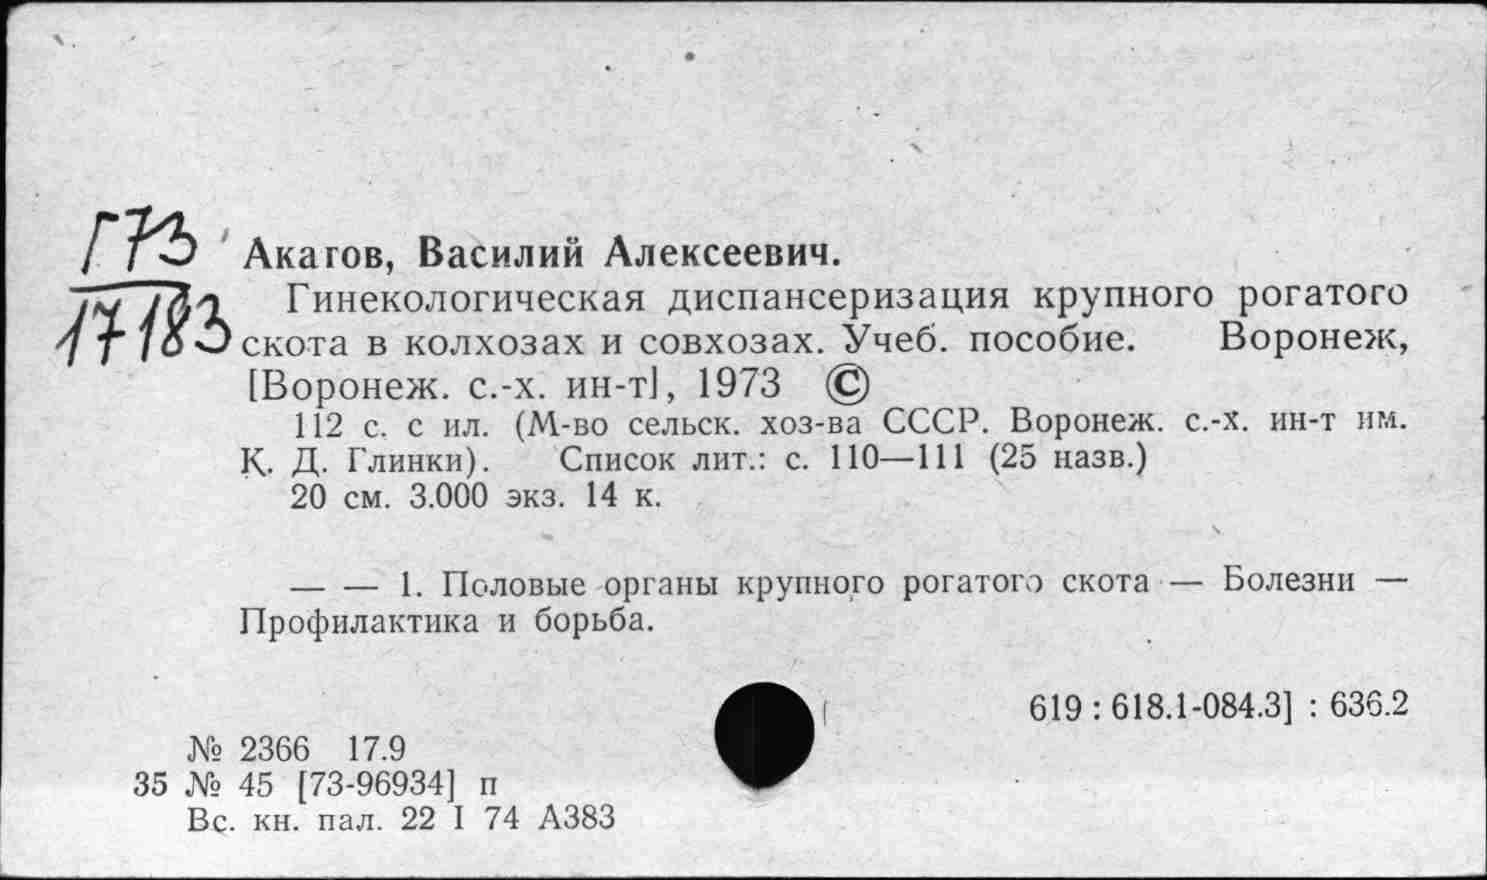 Г73
17183
Акатов, Василий Алексеевич.
Гинекологическая диспансеризация крупного рогатого
скота в колхозах и совхозах. Учеб. пособие. Воронеж,
[Воронеж. с.-х. ин-т], 1973 ©
112 с. с ил. (М-во сельск. хоз-ва СССР. Воронеж. с.-х. ин-т им.
К. Д. Глинки). Список лит.: с. 110—111 (25 назв.)
20 см. 3.000 экз. 14 к.
— — 1. Половые органы крупного рогатого скота — Болезни —
Профилактика и борьба.
619 : 618.1-084.3] : 636.2
№ 2366 17.9
35 № 45 [73-96934] п
Вс. кн. пал. 22 I 74 А383